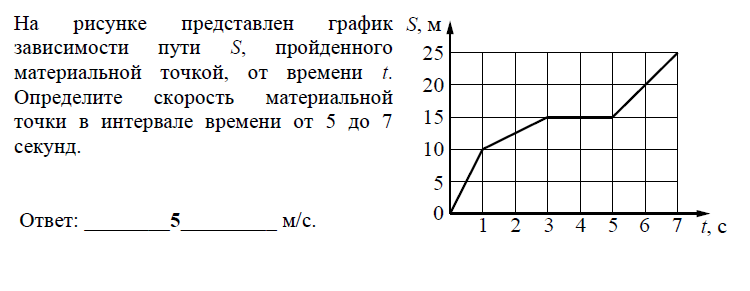 На рисунке представлен график
зависимости пути S, пройденного
материальной точкой, от времени t.
Определите скорость материальной
точки в интервале времени от 5 до 7
секунд.
Ответ: ________5_________ м/с.
S, м
25
20
15
10
5
0
1 2 3 4 5 6 7 t, с